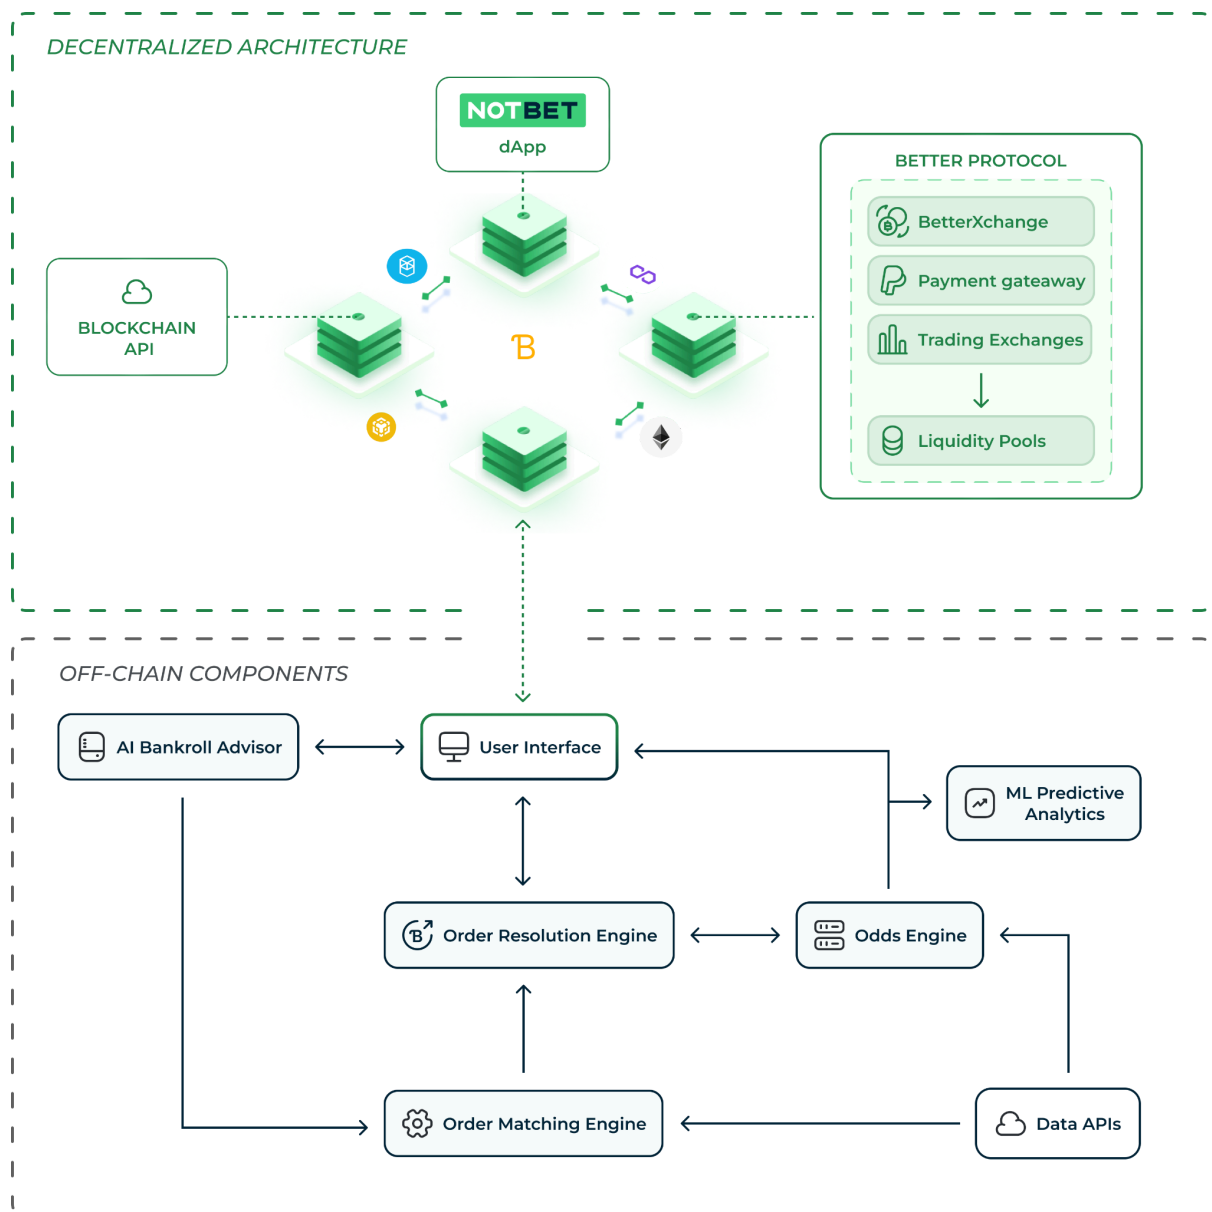 DECENTRALIZED ARCHITECTURE
NOTBET
dApp
BETTER PROTOCOL
BetterXchange
Payment gateaway
Trading Exchanges
Liquidity Pools
BLOCKCHAIN
API
OFF-CHAIN COMPONENTS
AI Bankroll Advisor
User Interface
ML Predictive
Analytics
Order Resolution Engine
Odds Engine
Order Matching Engine
Data APIs